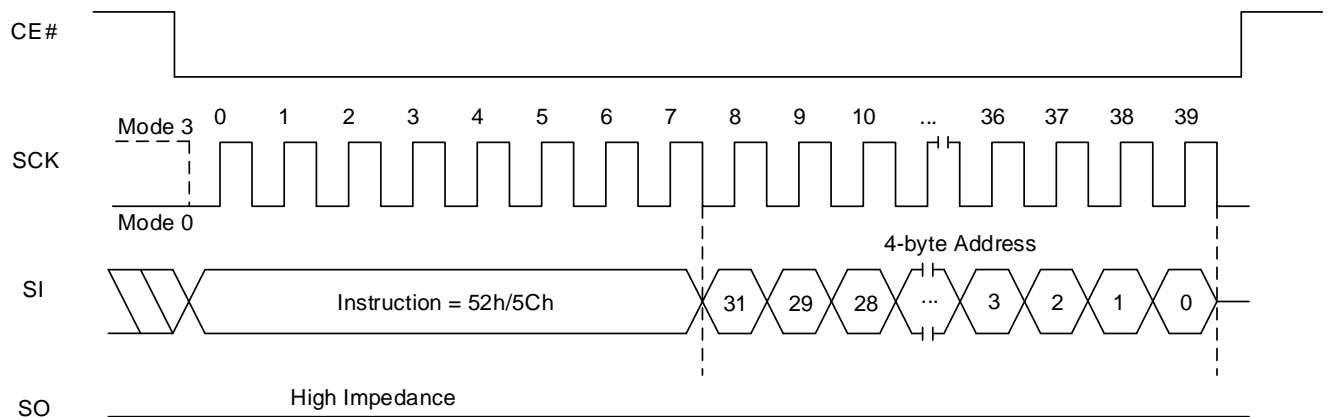 CE#
0 1 2 3 4 5 6 7 8 9 10 ... 36 37 38 39
Mode 3
SCK
Mode 0
4-byte Address
SI
Instruction = 52h/5Ch 31 29 28 ... 3 2 1 0
High Impedance
SO